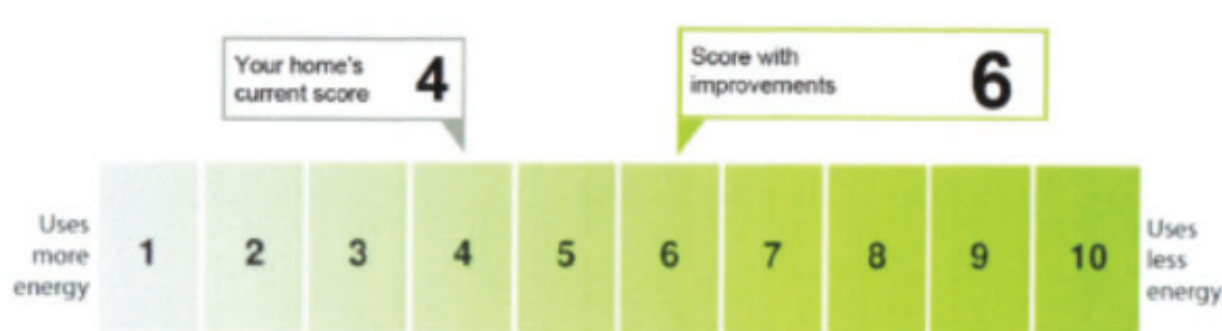 Your home's
current score
4
Score with
improvements
6
Uses
more
energy
1 2 3 4 5 6 7 8 9 10
Uses
less
energy